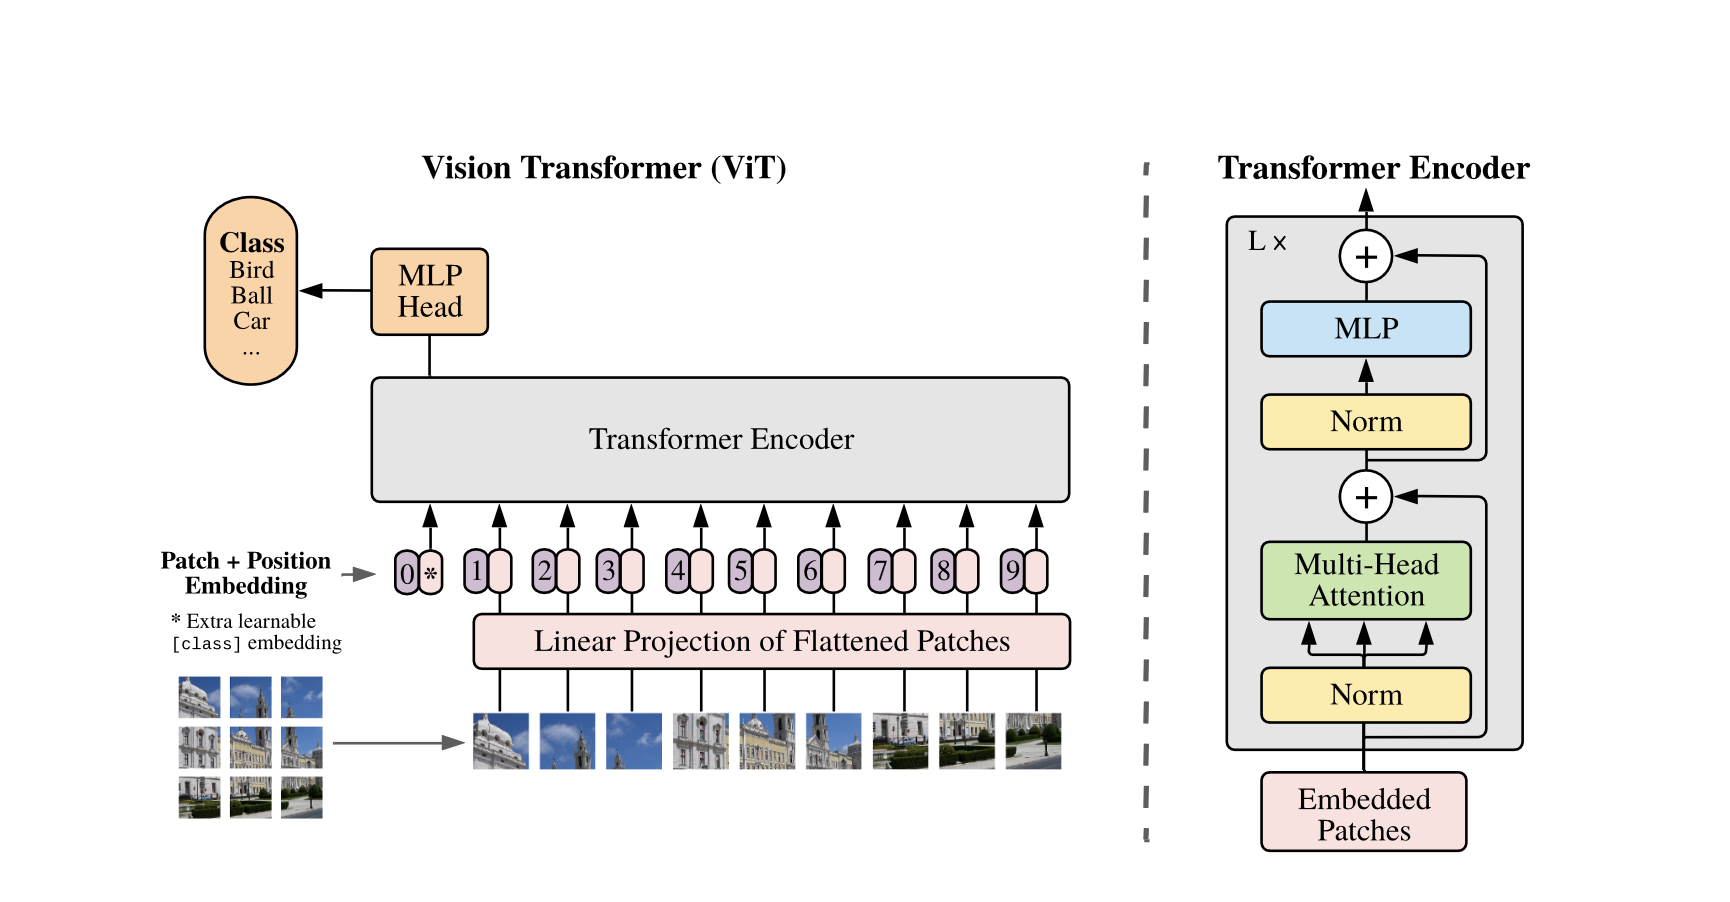 Vision Transformer (ViT)
Class
Bird
Ball
Car
...
MLP
Head
Transformer Encoder
Patch + Position
Embedding
0 * 1 2 3 4 5 6 7 8 9
* Extra learnable
[class] embedding
Linear Projection of Flattened Patches
Transformer Encoder
L x
+
MLP
Norm
+
Multi-Head
Attention
Norm
Embedded
Patches